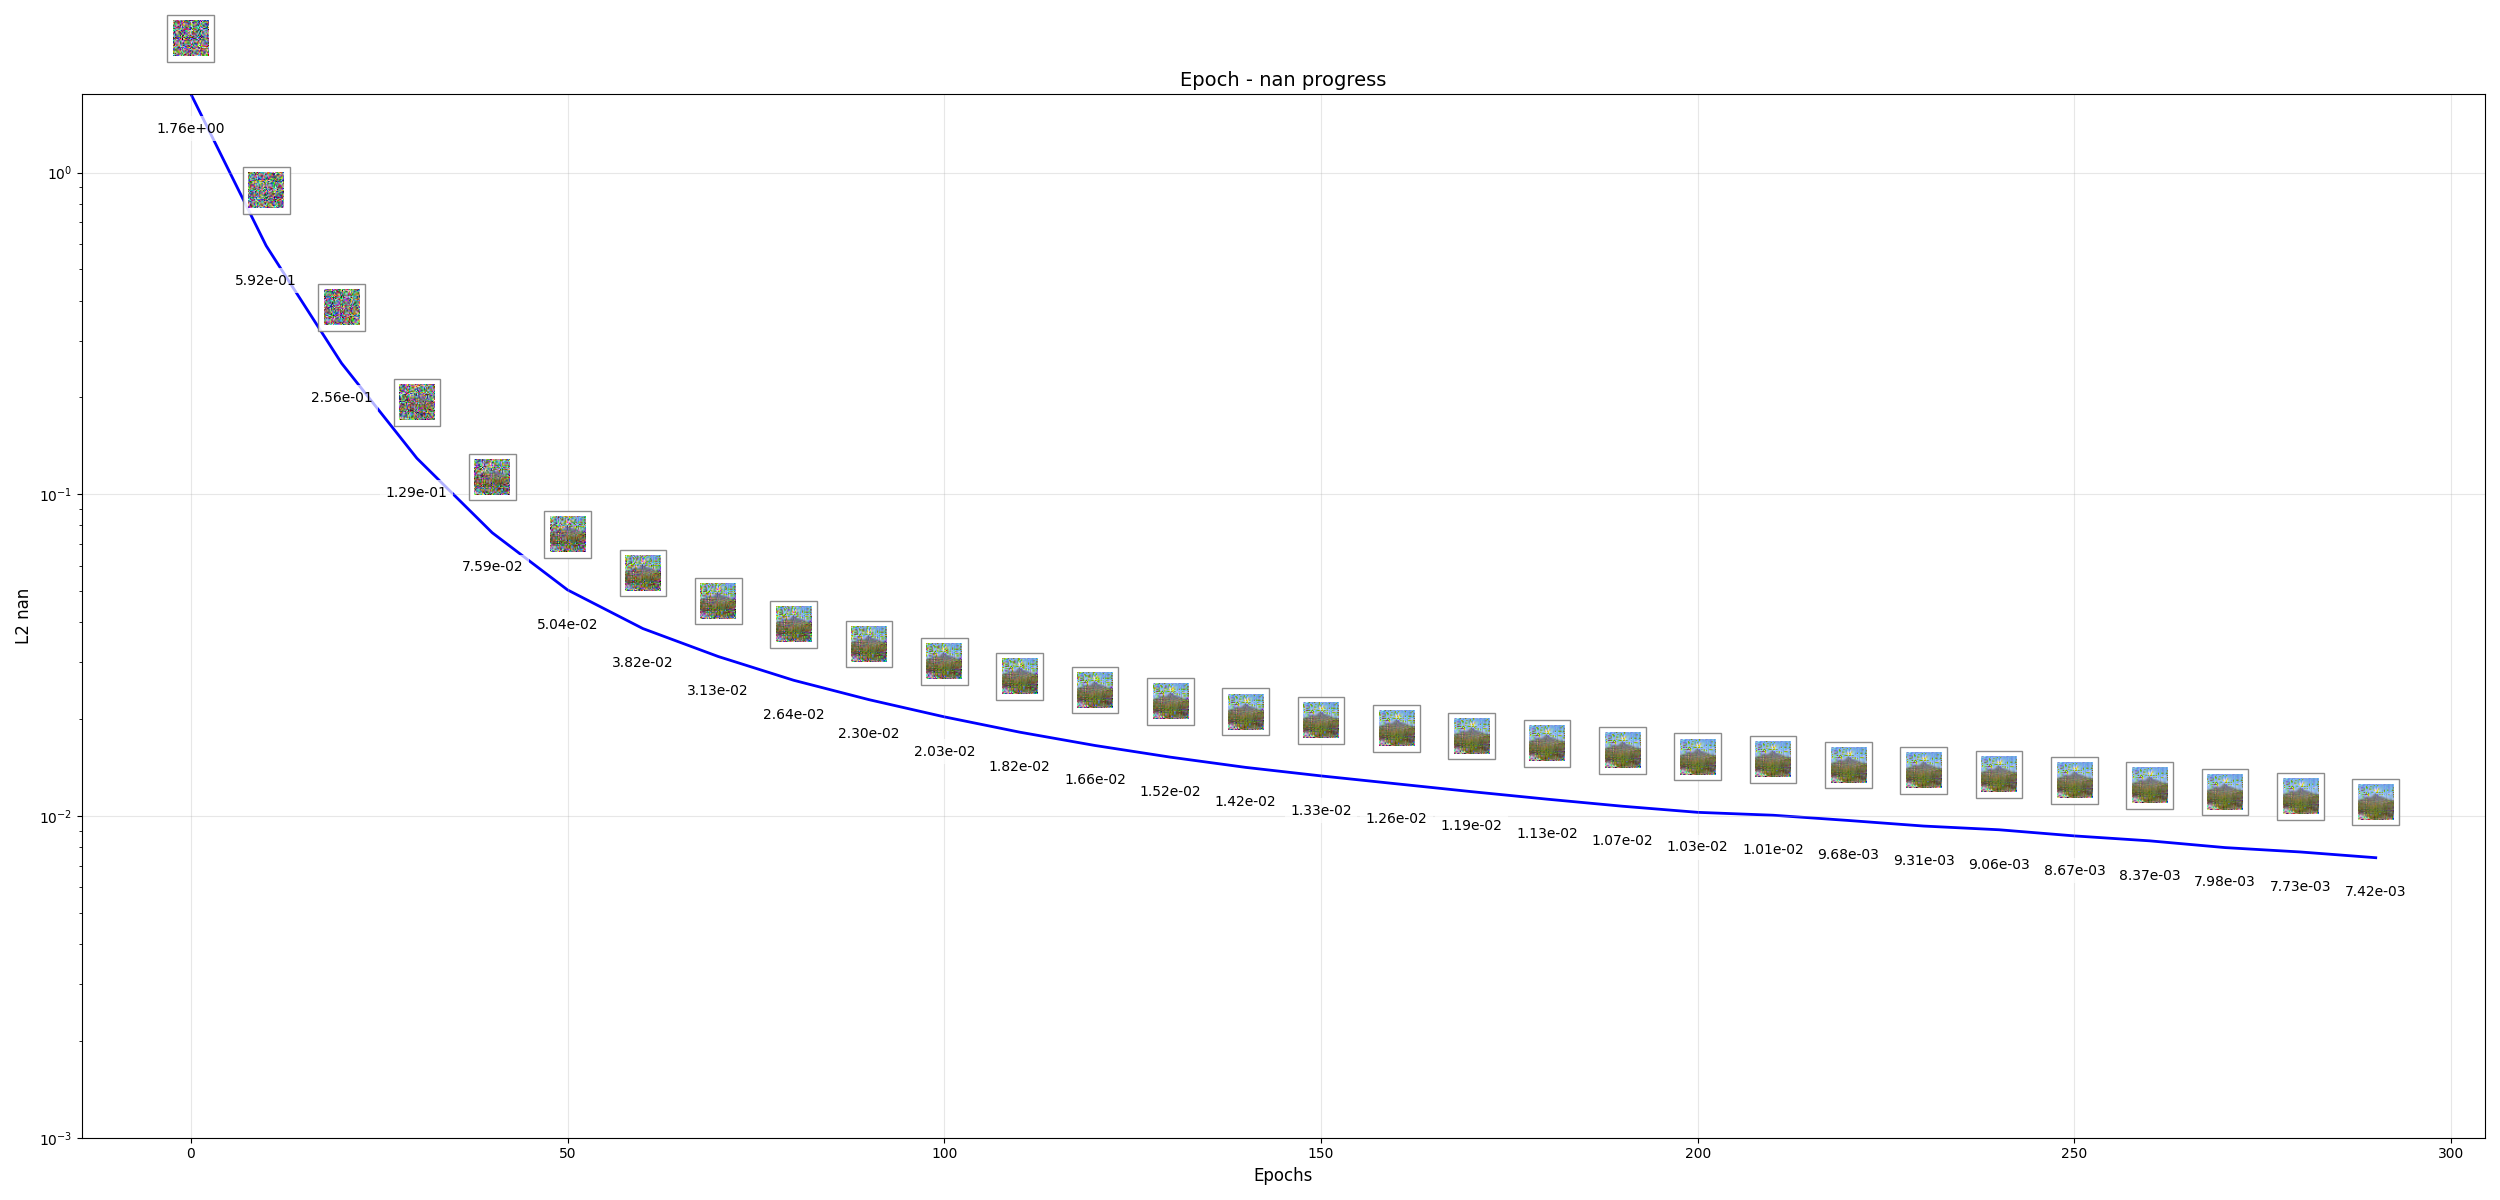 Epoch - nan progress
L2 nan
10⁰
10⁻¹
10⁻²
10⁻³
1.76e+00
5.92e-01
2.56e-01
1.29e-01
7.59e-02
5.04e-02
3.82e-02
3.13e-02
2.64e-02
2.30e-02
2.03e-02
1.82e-02
1.66e-02
1.52e-02
1.42e-02
1.33e-02
1.26e-02
1.19e-02
1.13e-02
1.07e-02
1.03e-02
1.01e-02
9.68e-03
9.31e-03
9.06e-03
8.67e-03
8.37e-03
7.98e-03
7.73e-03
7.42e-03
0 50 100 150 200 250 300
Epochs